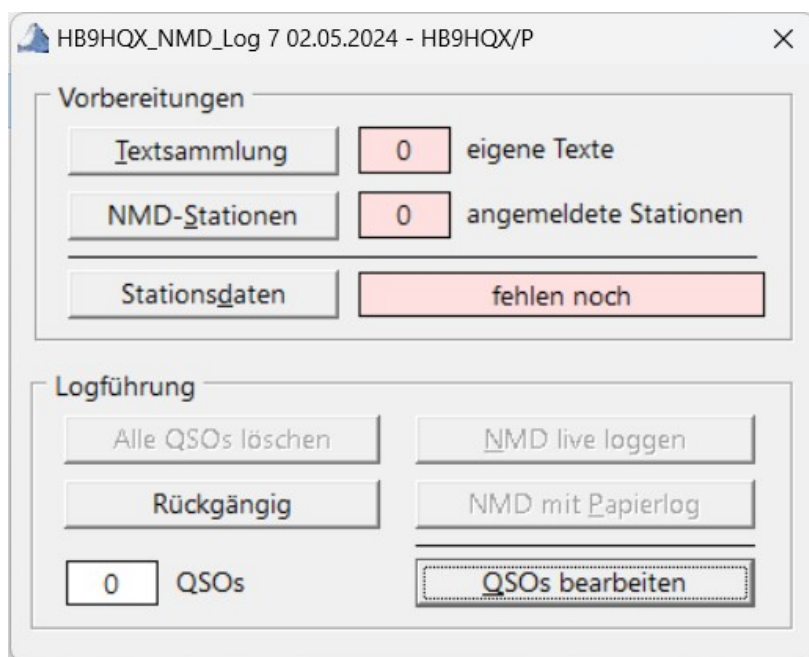 HB9HQX_NMD_Log 7 02.05.2024 - HB9HQX/P
Vorbereitungen
Textsammlung 0 eigene Texte
NMD-Stationen 0 angemeldete Stationen
Stationsdaten fehlen noch
Logführung
Alle QSOs löschen NMD live loggen
Rückgängig NMD mit Papierlog
0 QSOs QSOs bearbeiten